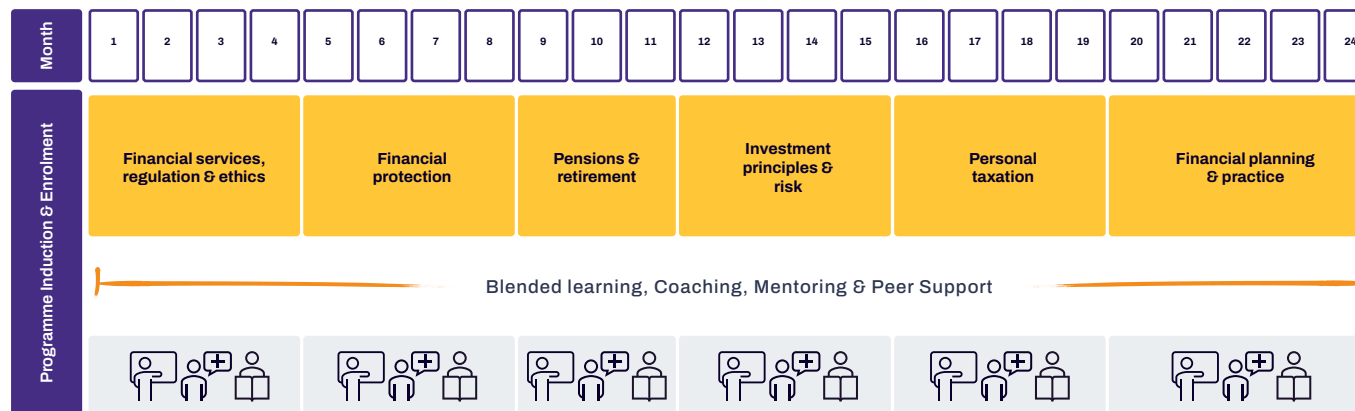 Month
1 2 3 4 5 6 7 8 9 10 11 12 13 14 15 16 17 18 19 20 21 22 23 24
Programme Induction & Enrolment
Financial services,
regulation & ethics
Financial
protection
Pensions &
retirement
Investment
principles &
risk
Personal
taxation
Financial planning
& practice
Blended learning, Coaching, Mentoring & Peer Support